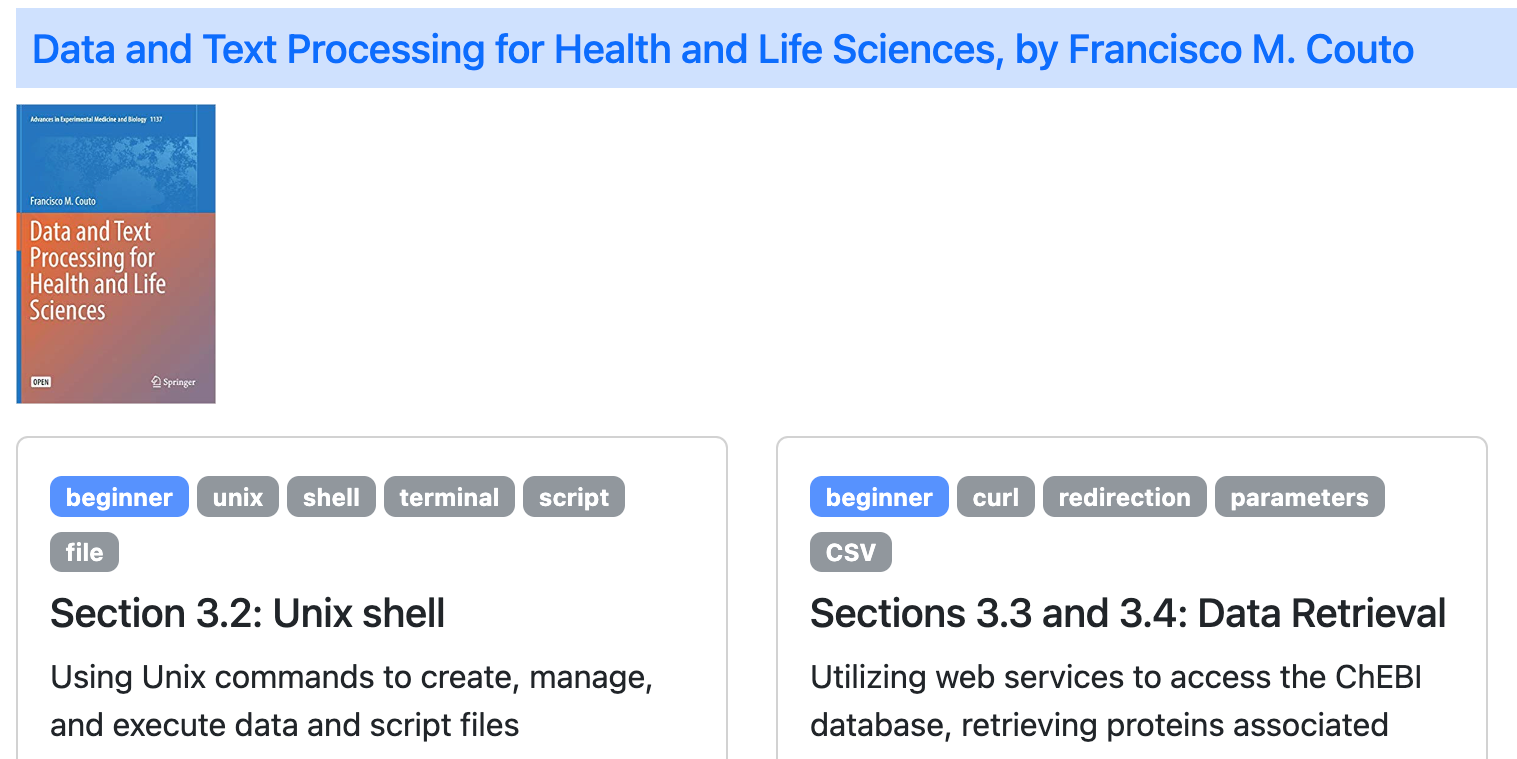 Data and Text Processing for Health and Life Sciences, by Francisco M. Couto
Advances in Experimental Medicine and Biology 1137
Francisco M. Couto
Data and Text
Processing for
Health and Life
Sciences
OPEN
Springer
beginner unix shell terminal script
file
Section 3.2: Unix shell
Using Unix commands to create, manage,
and execute data and script files
beginner curl redirection parameters
CSV
Sections 3.3 and 3.4: Data Retrieval
Utilizing web services to access the ChEBI
database, retrieving proteins associated